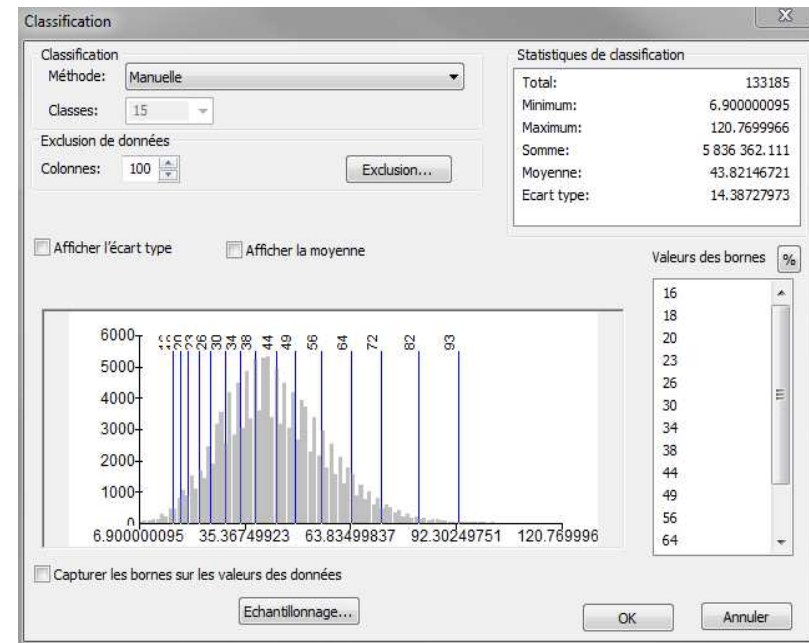 Classification
Classification
Méthode: Manuelle
Classes: 15
Exclusion de données
Colonnes: 100 Exclusion...
Statistiques de classification
Total: 133185
Minimum: 6.900000095
Maximum: 120.7699966
Somme: 5 836 362.111
Moyenne: 43.82146721
Ecart type: 14.38727973
Afficher l'écart type Afficher la moyenne
Valeurs des bornes %
16
18
20
23
26
30
34
38
44
49
56
64
20 23 26 30 34 38 44 49 56 64 72 82 93
6000
5000
4000
3000
2000
1000
0
6.900000095 35.36749923 63.83499837 92.30249751 120.769996
Capturer les bornes sur les valeurs des données
Echantillonnage...
OK Annuler